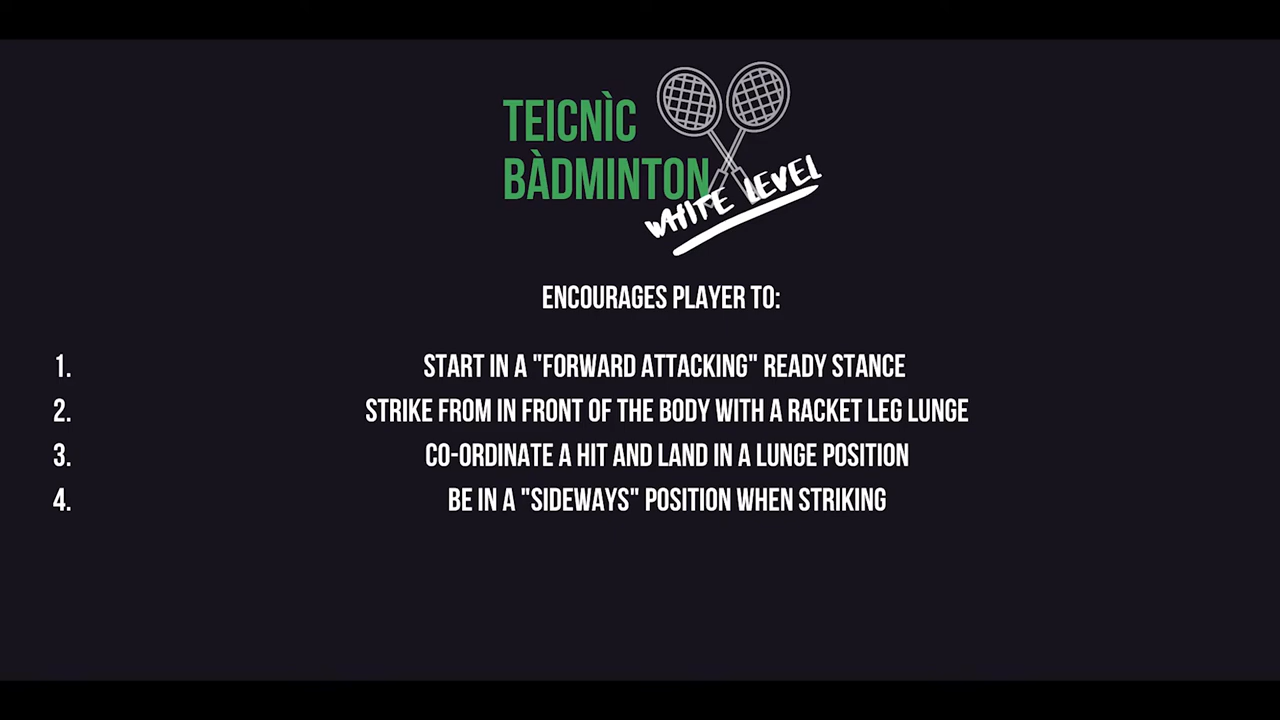 TEICNÌC
BÀDMINTON
WHITE LEVEL
ENCOURAGES PLAYER TO:
1. START IN A "FORWARD ATTACKING" READY STANCE
2. STRIKE FROM IN FRONT OF THE BODY WITH A RACKET LEG LUNGE
3. CO-ORDINATE A HIT AND LAND IN A LUNGE POSITION
4. BE IN A "SIDEWAYS" POSITION WHEN STRIKING